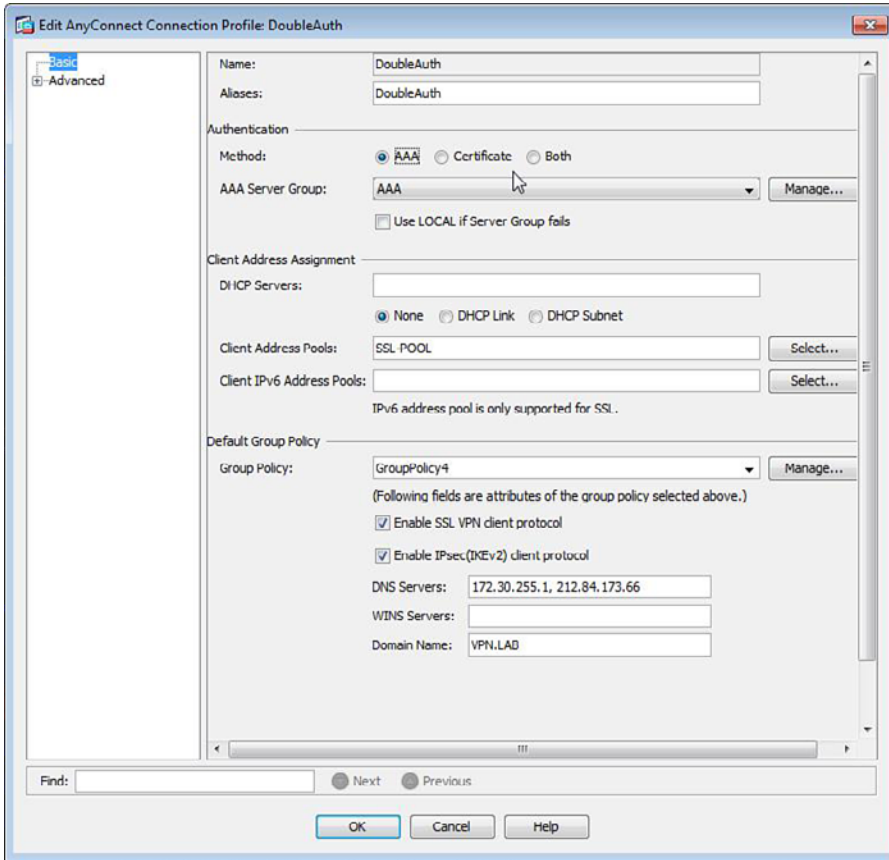 Edit AnyConnect Connection Profile: DoubleAuth
Basic
Advanced
Name: DoubleAuth
Aliases: DoubleAuth
Authentication
Method: AAA Certificate Both
AAA Server Group: AAA Manage...
Use LOCAL if Server Group fails
Client Address Assignment
DHCP Servers:
None DHCP Link DHCP Subnet
Client Address Pools: SSL-POOL Select...
Client IPv6 Address Pools: Select...
IPv6 address pool is only supported for SSL.
Default Group Policy
Group Policy: GroupPolicy4 Manage...
(Following fields are attributes of the group policy selected above.)
Enable SSL VPN client protocol
Enable IPsec(IKEv2) client protocol
DNS Servers: 172.30.255.1, 212.84.173.66
WINS Servers:
Domain Name: VPN.LAB
Find: Next Previous
OK Cancel Help